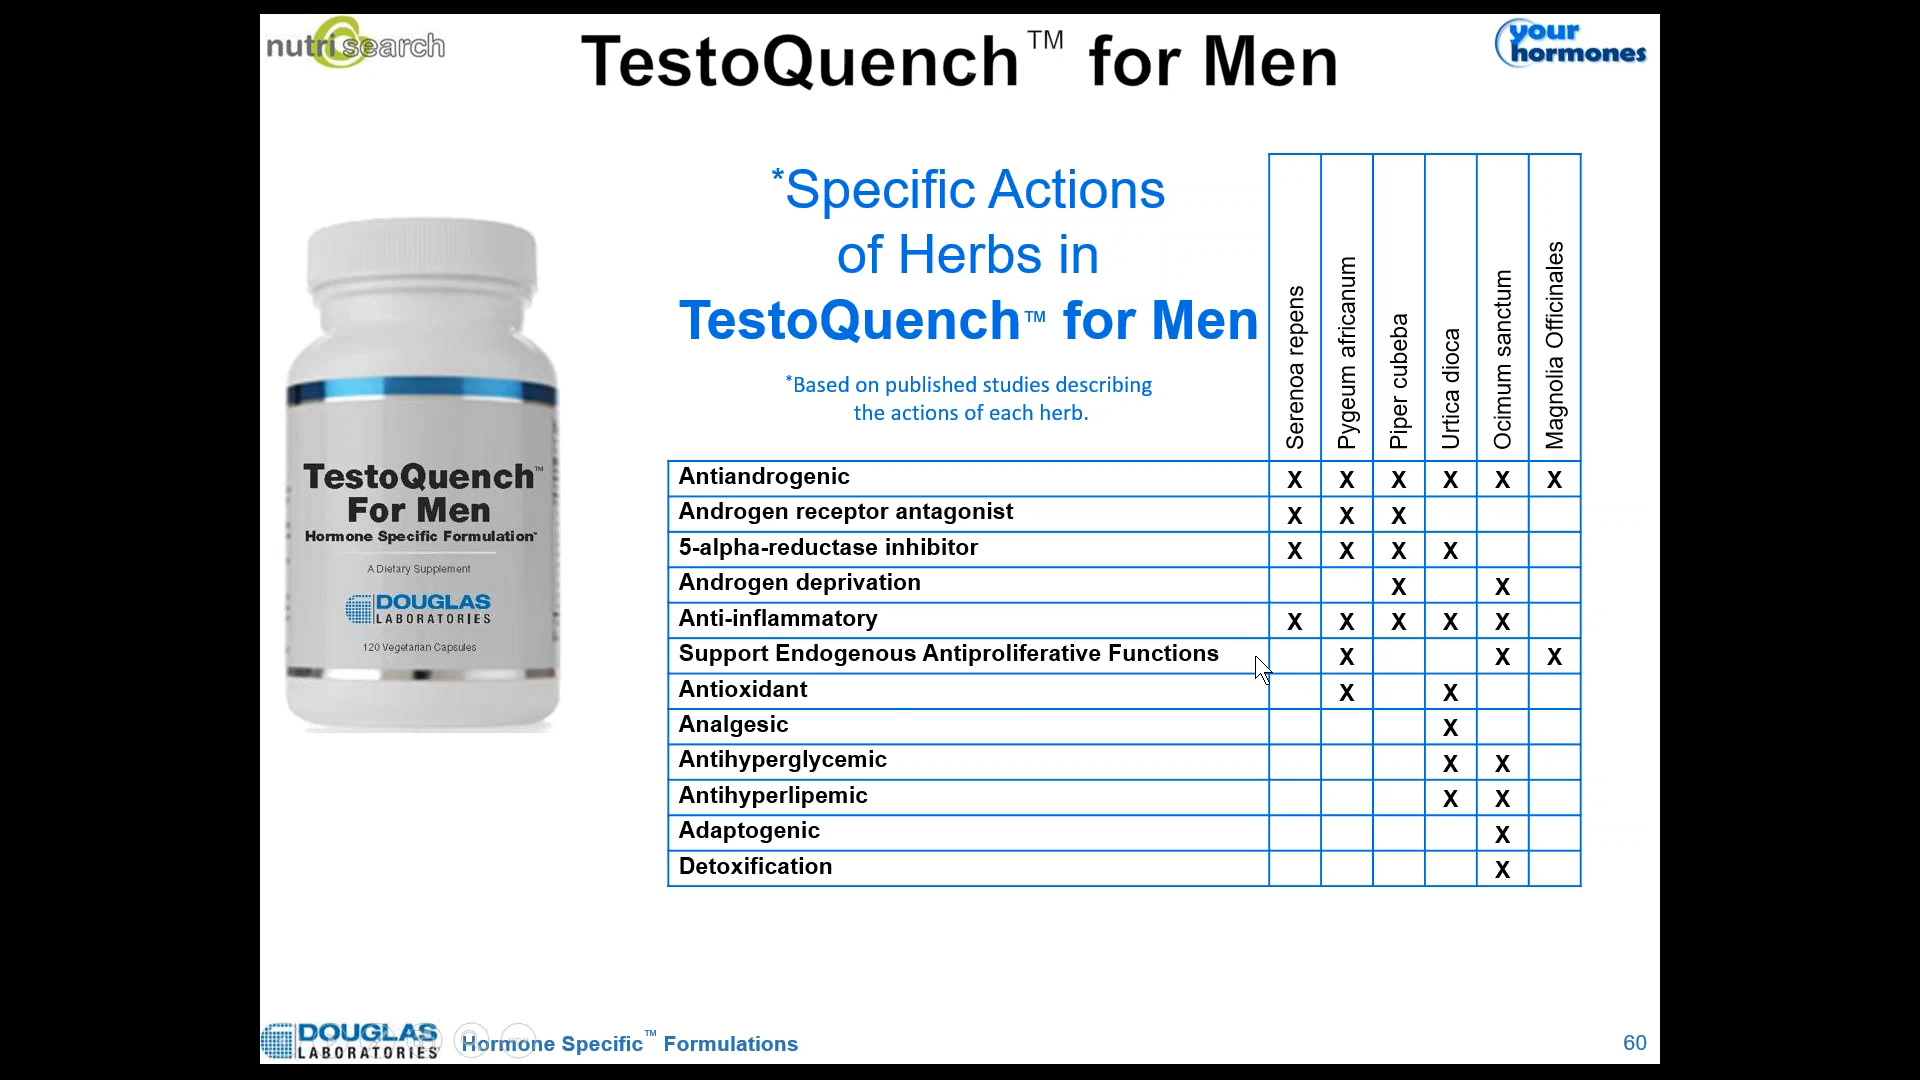 nutrisearch
TestoQuench™ for Men
your
hormones
*Specific Actions
of Herbs in
TestoQuench™ for Men
*Based on published studies describing
the actions of each herb.
Serenoa repens
Pygeum africanum
Piper cubeba
Urtica dioca
Ocimum sanctum
Magnolia Officinales
TestoQuench™
For Men
Hormone Specific Formulation™
A Dietary Supplement
DOUGLAS
LABORATORIES
120 Vegetarian Capsules
Antiandrogenic X X X X X X
Androgen receptor antagonist X X X
5-alpha-reductase inhibitor X X X X
Androgen deprivation X X
Anti-inflammatory X X X X X
Support Endogenous Antiproliferative Functions X X X
Antioxidant X X
Analgesic X
Antihyperglycemic X X
Antihyperlipemic X X
Adaptogenic X
Detoxification X
DOUGLAS
LABORATORIES
Hormone Specific™ Formulations
60